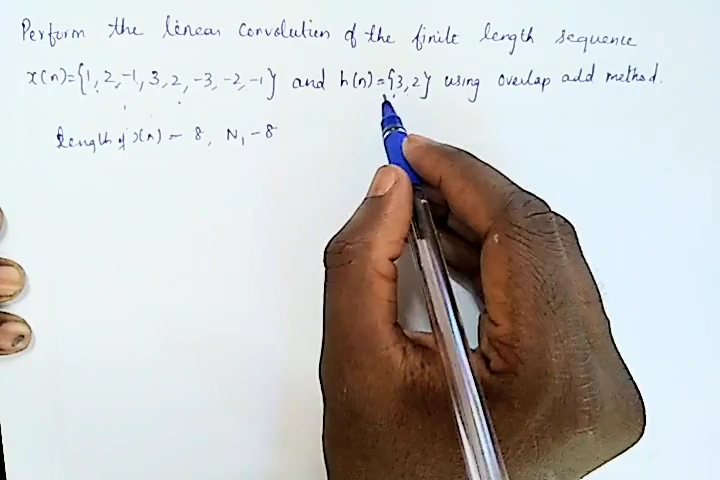 Perform the linear Convolution of the finite length sequence
x(n)={1, 2, -1, 3, 2, -3, -2, -1} and h(n)={3, 2} using overlap add method.
length of x(n) - 8, N1 - 8